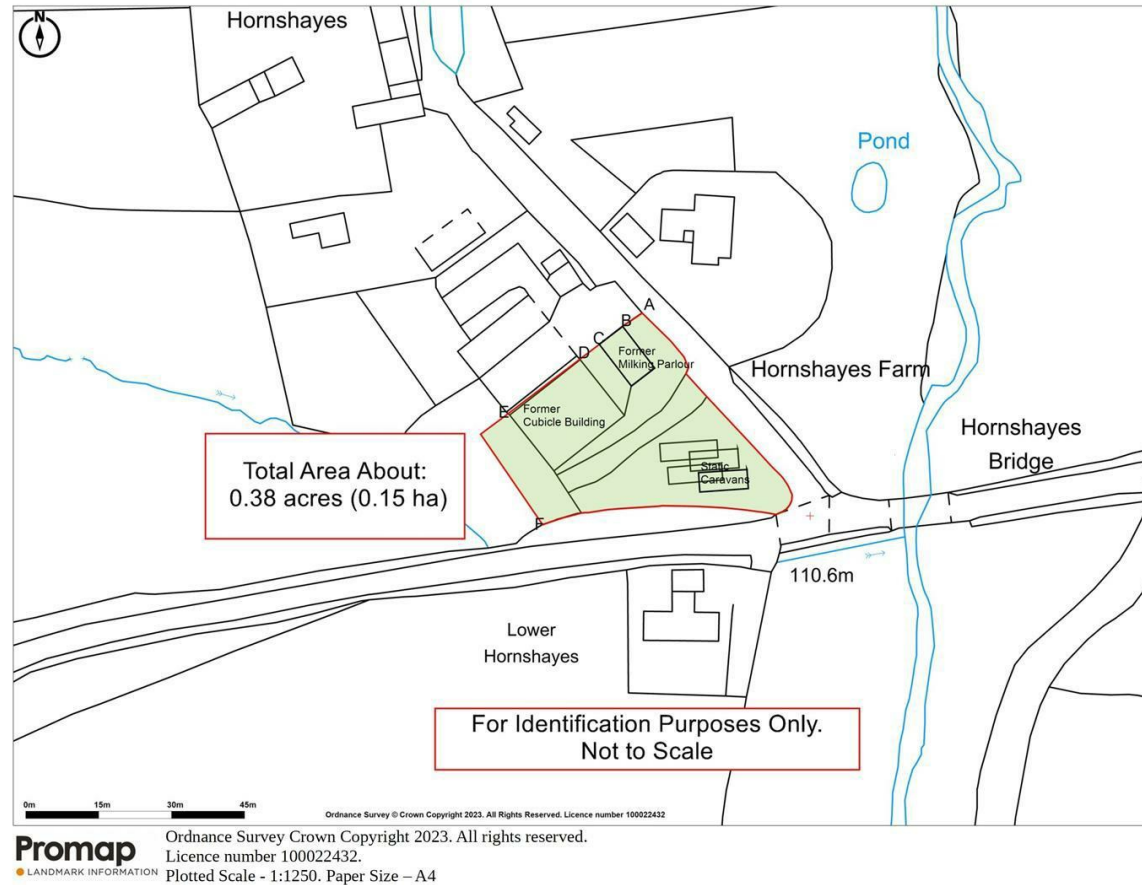 N
Hornshayes
Pond
A
B
C
D
Former
Milking Parlour
Hornshayes Farm
E
Former
Cubicle Building
Hornshayes
Bridge
Total Area About:
0.38 acres (0.15 ha)
Static
Caravans
F
110.6m
Lower
Hornshayes
For Identification Purposes Only.
Not to Scale
0m 15m 30m 45m
Ordnance Survey © Crown Copyright 2023. All Rights Reserved. Licence number 100022432
Promap
LANDMARK INFORMATION
Ordnance Survey Crown Copyright 2023. All rights reserved.
Licence number 100022432.
Plotted Scale - 1:1250. Paper Size – A4